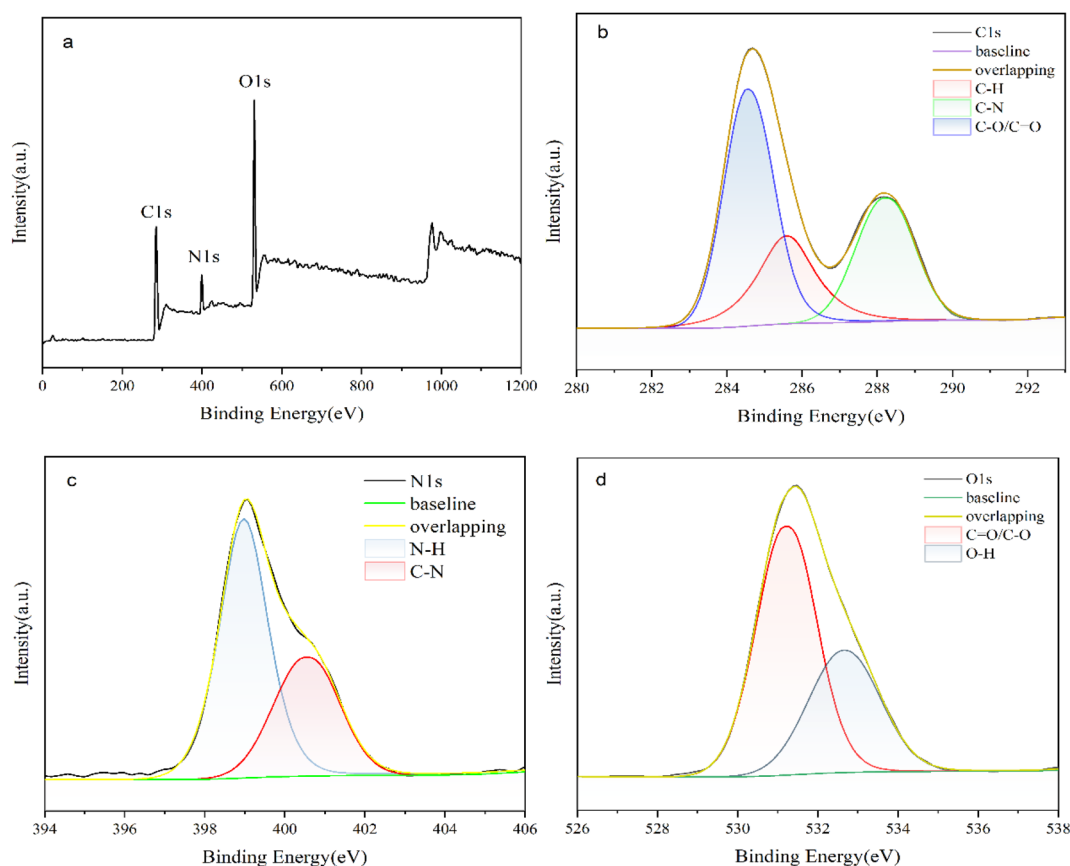 a
O1s
C1s
N1s
Intensity(a.u.)
0 200 400 600 800 1000 1200
Binding Energy(eV)
b
C1s
baseline
overlapping
C-H
C-N
C-O/C=O
Intensity(a.u.)
280 282 284 286 288 290 292
Binding Energy(eV)
c
N1s
baseline
overlapping
N-H
C-N
Intensity(a.u.)
394 396 398 400 402 404 406
Binding Energy(eV)
d
O1s
baseline
overlapping
C=O/C-O
O-H
Intensity(a.u.)
526 528 530 532 534 536 538
Binding Energy(eV)